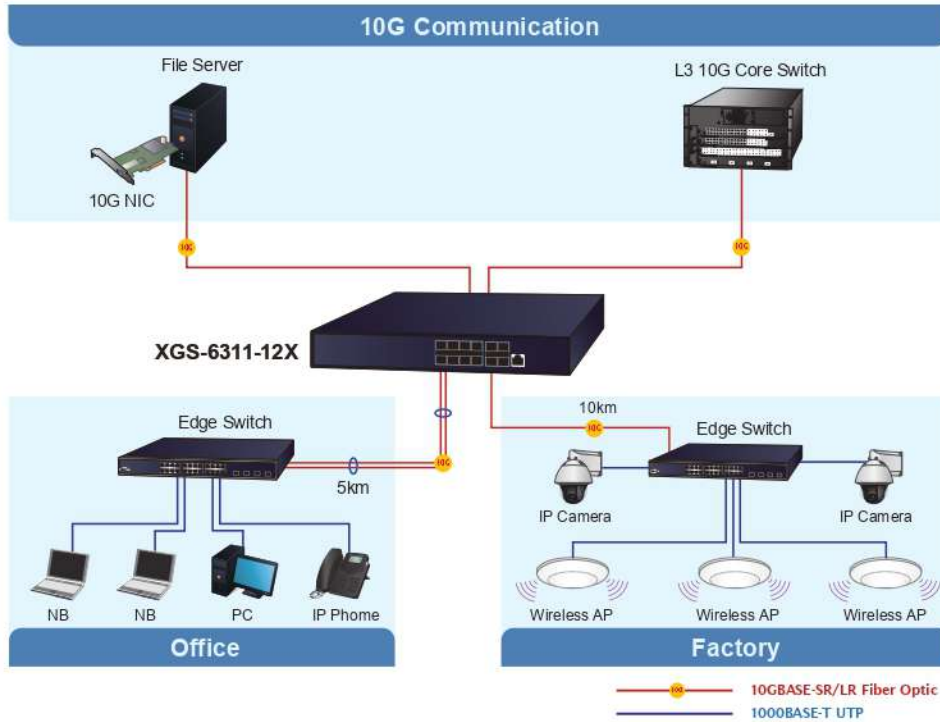 10G Communication
File Server
L3 10G Core Switch
10G NIC
10G
10G
XGS-6311-12X
10km
10G
Edge Switch
Edge Switch
10G
5km
IP Camera
IP Camera
NB
NB
PC
IP Phome
Wireless AP
Wireless AP
Wireless AP
Office
Factory
10G
10GBASE-SR/LR Fiber Optic
1000BASE-T UTP